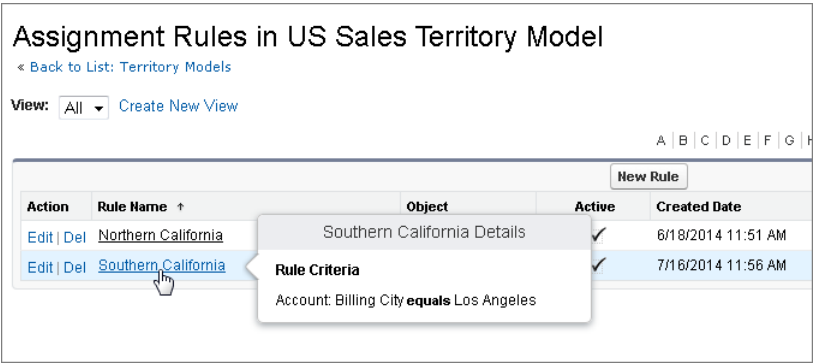 Assignment Rules in US Sales Territory Model
« Back to List: Territory Models
View: All Create New View
A | B | C | D | E | F | G |
New Rule
Action Rule Name ↑ Object Active Created Date
Edit | Del Northern California 6/18/2014 11:51 AM
Edit | Del Southern California 7/16/2014 11:56 AM
Southern California Details
Rule Criteria
Account: Billing City equals Los Angeles